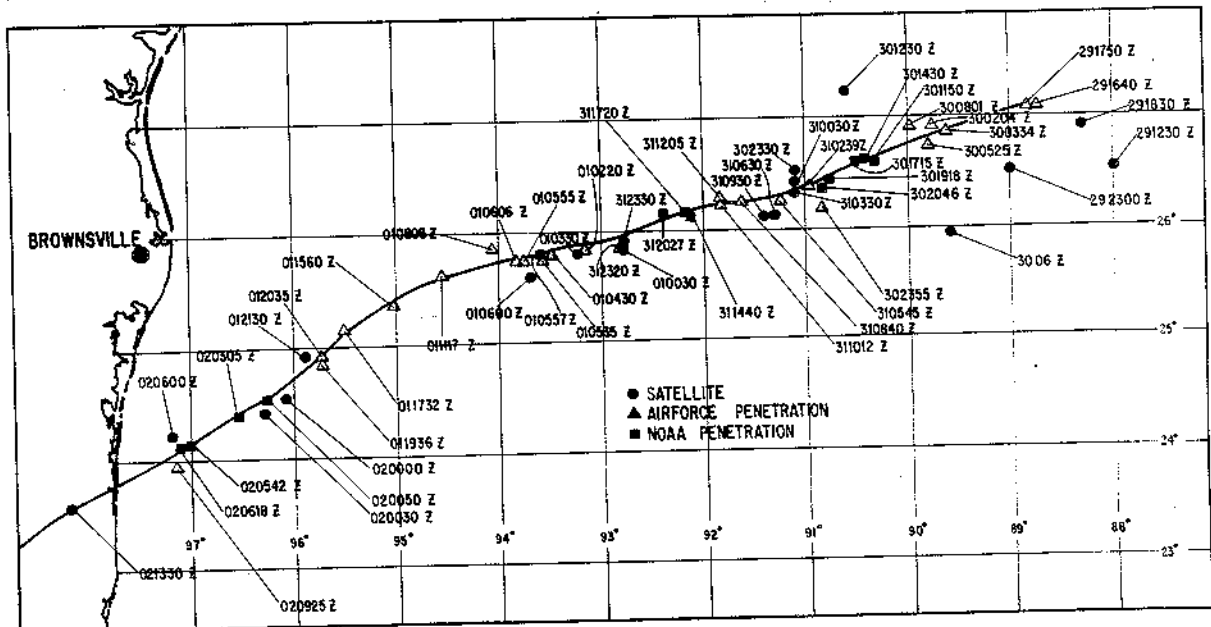 301230 Z
291750 Z
301430 Z
301150 Z
291640 Z
311720 Z
300801 Z
291830 Z
310030 Z
300204 Z
311205 Z
302330 Z
310239Z
300334 Z
291230 Z
010220 Z
310630 Z
300525 Z
301715 Z
010555 Z
312330 Z
310930 Z
301918 Z
010606 Z
302046 Z
292300 Z
310330 Z
26°
BROWNSVILLE
010330 Z
312027 Z
3006 Z
011560 Z
312320 Z
010030 Z
302355 Z
012035 Z
010430 Z
010600 Z
010557 Z
311440 Z
310545 Z
012130 Z
010535 Z
310840 Z
25°
01117 Z
311012 Z
020305 Z
020600 Z
SATELLITE
011732 Z
AIRFORCE PENETRATION
NOAA PENETRATION
011936 Z
24°
020000 Z
020542 Z
020050 Z
020618 Z
020030 Z
97°
96°
95°
94°
93°
92°
91°
90°
89°
88°
23°
021330 Z
020925 Z